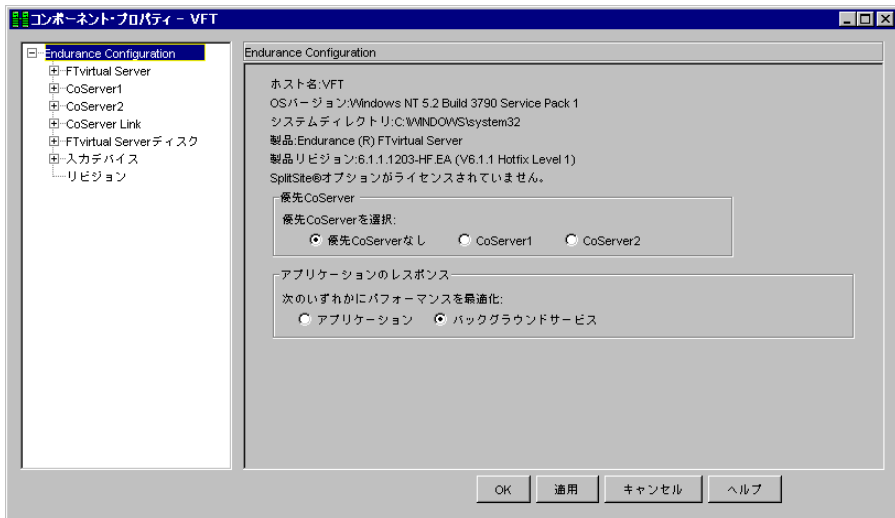 コンポーネント・プロパティ - VFT
Endurance Configuration
FTvirtual Server
CoServer1
CoServer2
CoServer Link
FTvirtual Serverディスク
入力デバイス
リビジョン
Endurance Configuration
ホスト名:VFT
OSバージョン:Windows NT 5.2 Build 3790 Service Pack 1
システムディレクトリ:C:\WINDOWS\system32
製品:Endurance (R) FTvirtual Server
製品リビジョン:6.1.1.1203-HF.EA (V6.1.1 Hotfix Level 1)
SplitSite®オプションがライセンスされていません。
優先CoServer
優先CoServerを選択:
優先CoServerなし CoServer1 CoServer2
アプリケーションのレスポンス
次のいずれかにパフォーマンスを最適化:
アプリケーション バックグラウンドサービス
OK 適用 キャンセル ヘルプ